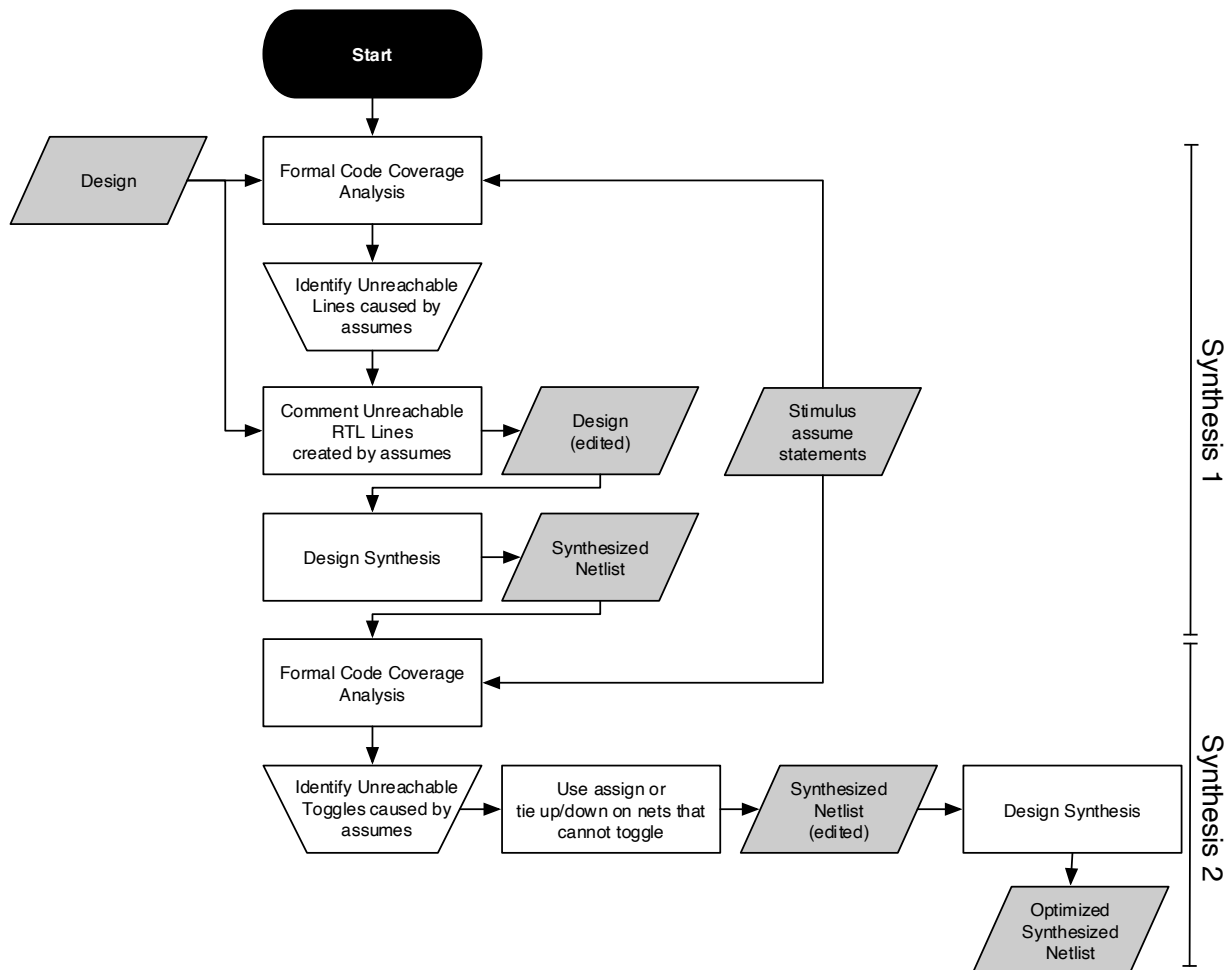 Start
Design
Formal Code Coverage
Analysis
Identify Unreachable
Lines caused by
assumes
Comment Unreachable
RTL Lines
created by assumes
Design
(edited)
Stimulus
assume
statements
Synthesis 1
Design Synthesis
Synthesized
Netlist
Formal Code Coverage
Analysis
Identify Unreachable
Toggles caused by
assumes
Use assign or
tie up/down on nets that
cannot toggle
Synthesized
Netlist
(edited)
Design Synthesis
Synthesis 2
Optimized
Synthesized
Netlist